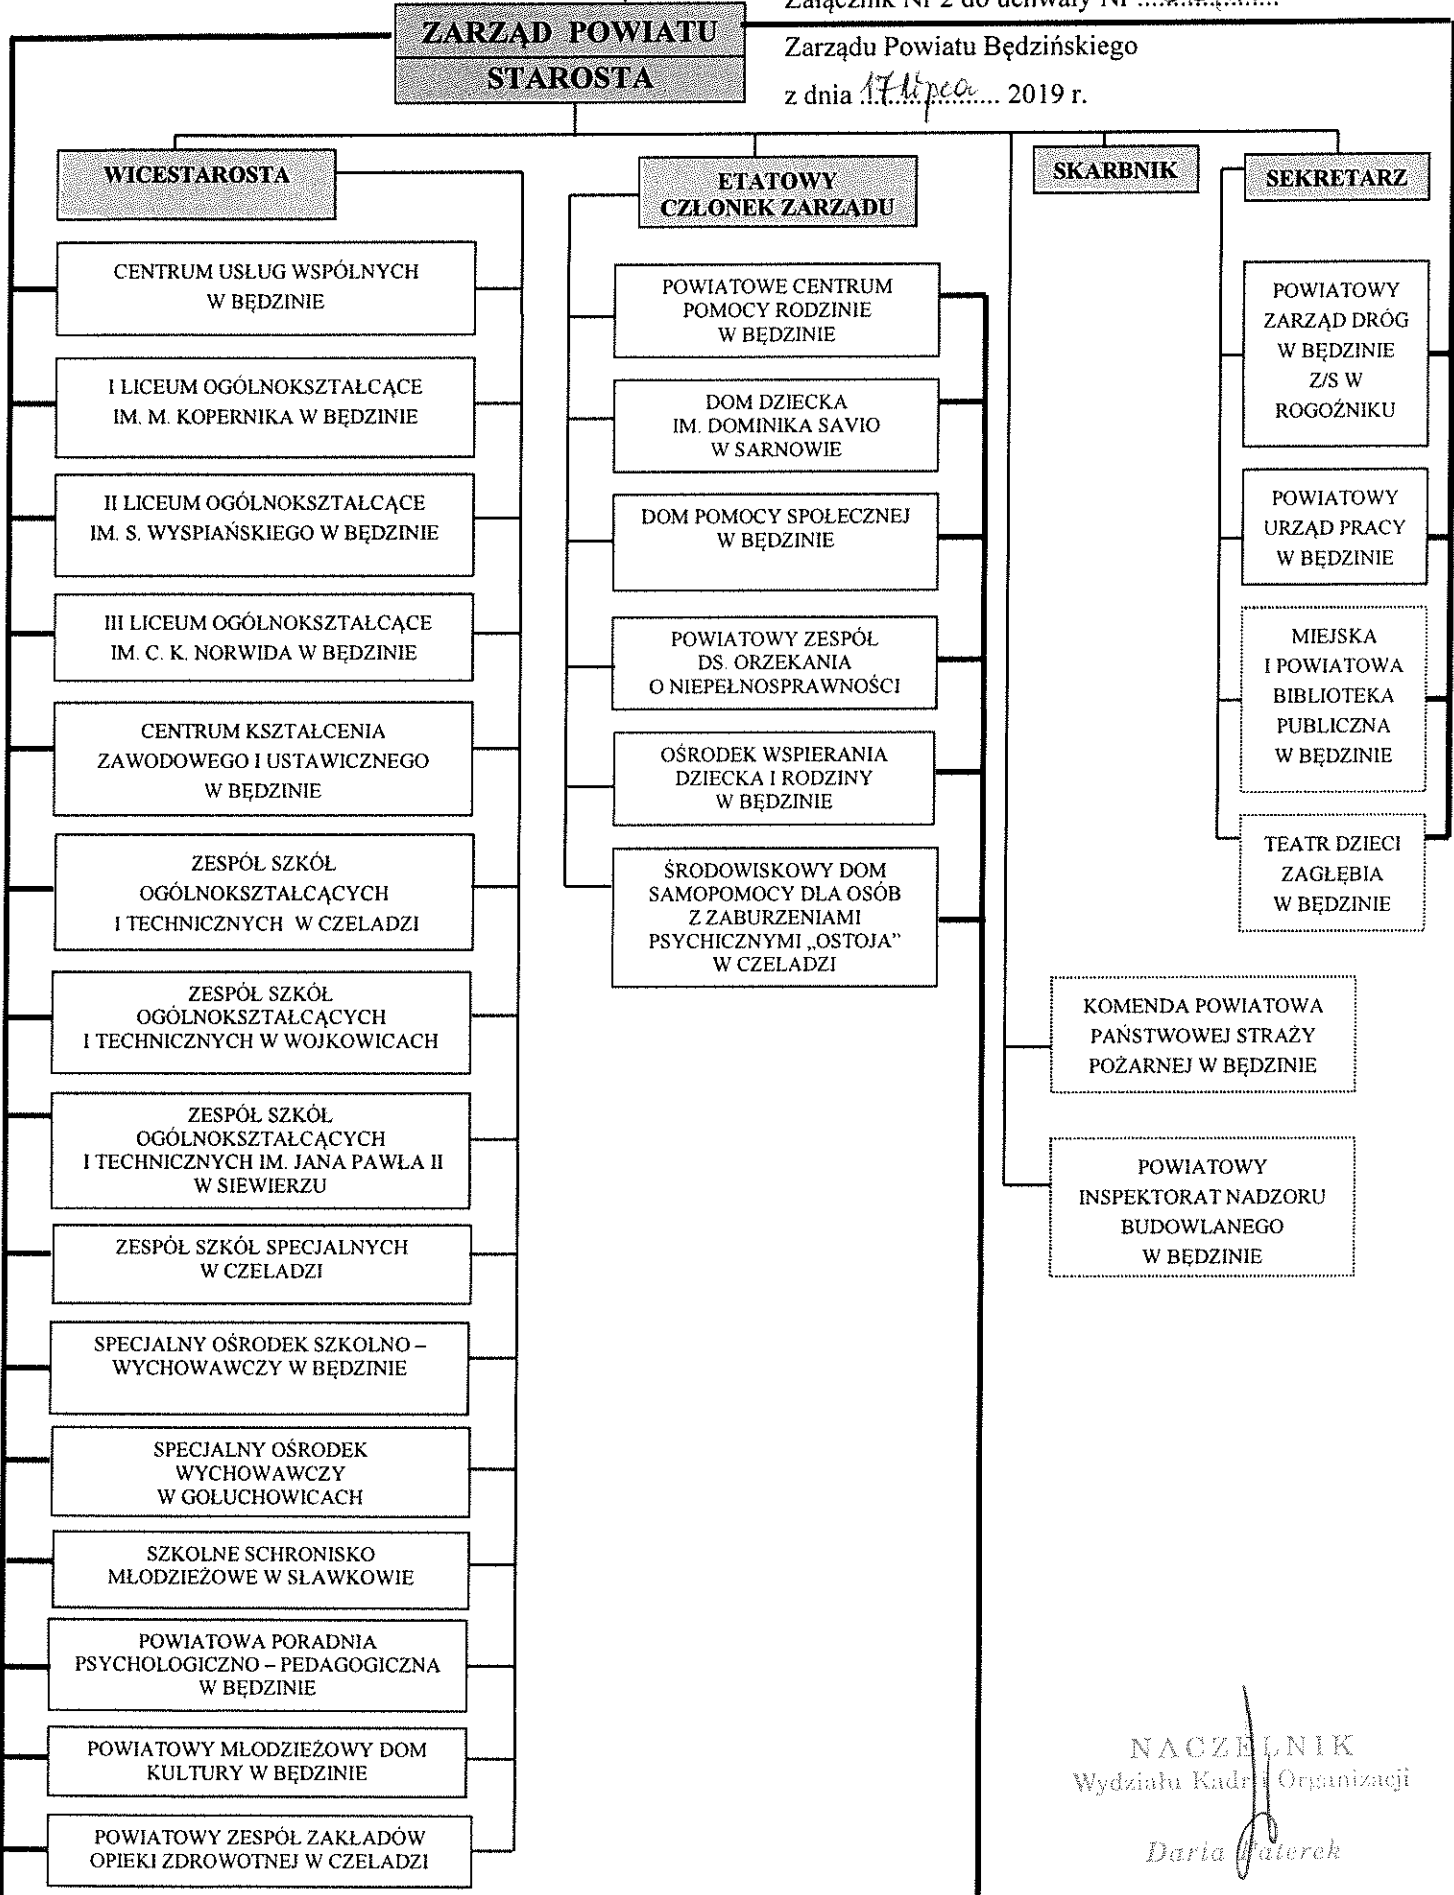 Załącznik Nr 2 do uchwały Nr
ZARZĄD POWIATU
STAROSTA
Zarządu Powiatu Będzińskiego
z dnia 17 lipca 2019 r.
WICESTAROSTA
ETATOWY
CZŁONEK ZARZĄDU
SKARBNIK
SEKRETARZ
CENTRUM USŁUG WSPÓLNYCH
W BĘDZINIE
I LICEUM OGÓLNOKSZTAŁCĄCE
IM. M. KOPERNIKA W BĘDZINIE
II LICEUM OGÓLNOKSZTAŁCĄCE
IM. S. WYSPIAŃSKIEGO W BĘDZINIE
III LICEUM OGÓLNOKSZTAŁCĄCE
IM. C. K. NORWIDA W BĘDZINIE
CENTRUM KSZTAŁCENIA
ZAWODOWEGO I USTAWICZNEGO
W BĘDZINIE
ZESPÓŁ SZKÓŁ
OGÓLNOKSZTAŁCĄCYCH
I TECHNICZNYCH W CZELADZI
ZESPÓŁ SZKÓŁ
OGÓLNOKSZTAŁCĄCYCH
I TECHNICZNYCH W WOJKOWICACH
ZESPÓŁ SZKÓŁ
OGÓLNOKSZTAŁCĄCYCH
I TECHNICZNYCH IM. JANA PAWŁA II
W SIEWIERZU
ZESPÓŁ SZKÓŁ SPECJALNYCH
W CZELADZI
SPECJALNY OŚRODEK SZKOLNO –
WYCHOWAWCZY W BĘDZINIE
SPECJALNY OŚRODEK
WYCHOWAWCZY
W GOŁUCHOWICACH
SZKOLNE SCHRONISKO
MŁODZIEŻOWE W SŁAWKOWIE
POWIATOWA PORADNIA
PSYCHOLOGICZNO – PEDAGOGICZNA
W BĘDZINIE
POWIATOWY MŁODZIEŻOWY DOM
KULTURY W BĘDZINIE
POWIATOWY ZESPÓŁ ZAKŁADÓW
OPIEKI ZDROWOTNEJ W CZELADZI
POWIATOWE CENTRUM
POMOCY RODZINIE
W BĘDZINIE
DOM DZIECKA
IM. DOMINIKA SAVIO
W SARNOWIE
DOM POMOCY SPOŁECZNEJ
W BĘDZINIE
POWIATOWY ZESPÓŁ
DS. ORZEKANIA
O NIEPEŁNOSPRAWNOŚCI
OŚRODEK WSPIERANIA
DZIECKA I RODZINY
W BĘDZINIE
ŚRODOWISKOWY DOM
SAMOPOMOCY DLA OSÓB
Z ZABURZENIAMI
PSYCHICZNYMI „OSTOJA”
W CZELADZI
POWIATOWY
ZARZĄD DRÓG
W BĘDZINIE
Z/S W
ROGOŹNIKU
POWIATOWY
URZĄD PRACY
W BĘDZINIE
MIEJSKA
I POWIATOWA
BIBLIOTEKA
PUBLICZNA
W BĘDZINIE
TEATR DZIECI
ZAGŁĘBIA
W BĘDZINIE
KOMENDA POWIATOWA
PAŃSTWOWEJ STRAŻY
POŻARNEJ W BĘDZINIE
POWIATOWY
INSPEKTORAT NADZORU
BUDOWLANEGO
W BĘDZINIE
NACZELNIK
Wydziału Kadr i Organizacji
Daria Paterek